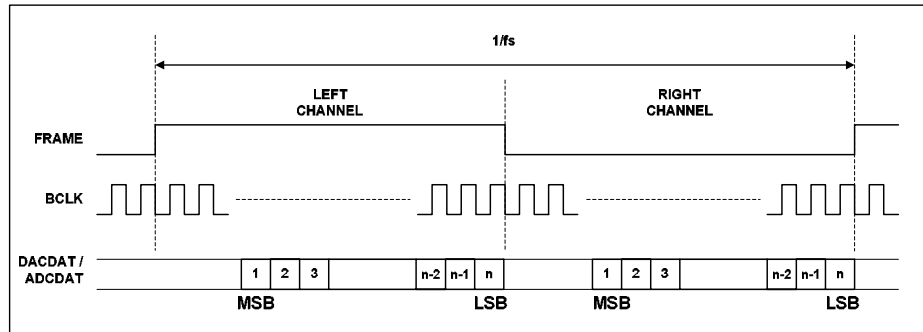 1/fs
LEFT
CHANNEL
RIGHT
CHANNEL
FRAME
BCLK
DACDAT /
ADCDAT
1 2 3 n-2 n-1 n 1 2 3 n-2 n-1 n
MSB LSB MSB LSB